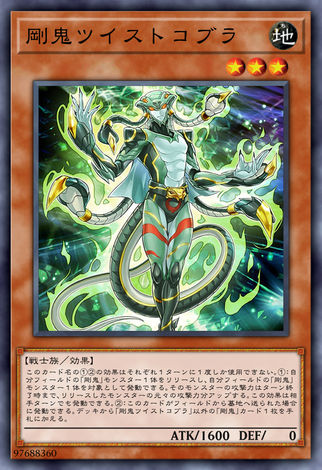 剛鬼ツイストコブラ
地
【戦士族/効果】
このカード名の①②の効果はそれぞれ1ターンに1度しか使用できない。①:自
分フィールドの「剛鬼」モンスター1体をリリースし、自分フィールドの「剛鬼」
モンスター1体を対象として発動できる。そのモンスターの攻撃力はターン終
了時まで、リリースしたモンスターの元々の攻撃力分アップする。この効果は相
手ターンでも発動できる。②:このカードがフィールドから墓地へ送られた場合
に発動できる。デッキから「剛鬼ツイストコブラ」以外の「剛鬼」カード1枚を手
札に加える。
ATK/1600 DEF/ 0
97688360